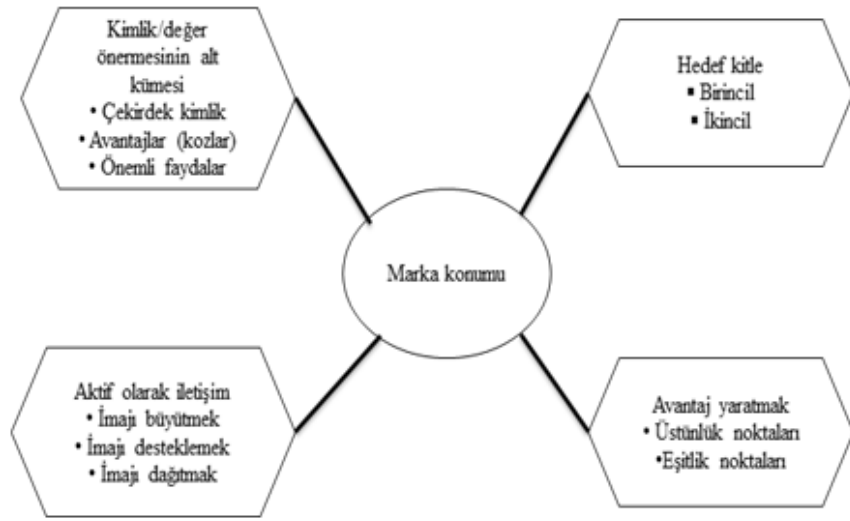 Kimlik/değer
önermesinin alt
kümesi
• Çekirdek kimlik
• Avantajlar (kozlar)
• Önemli faydalar
Hedef kitle
▪ Birincil
▪ İkincil
Marka konumu
Aktif olarak iletişim
• İmajı büyütmek
• İmajı desteklemek
• İmajı dağıtmak
Avantaj yaratmak
• Üstünlük noktaları
•Eşitlik noktaları